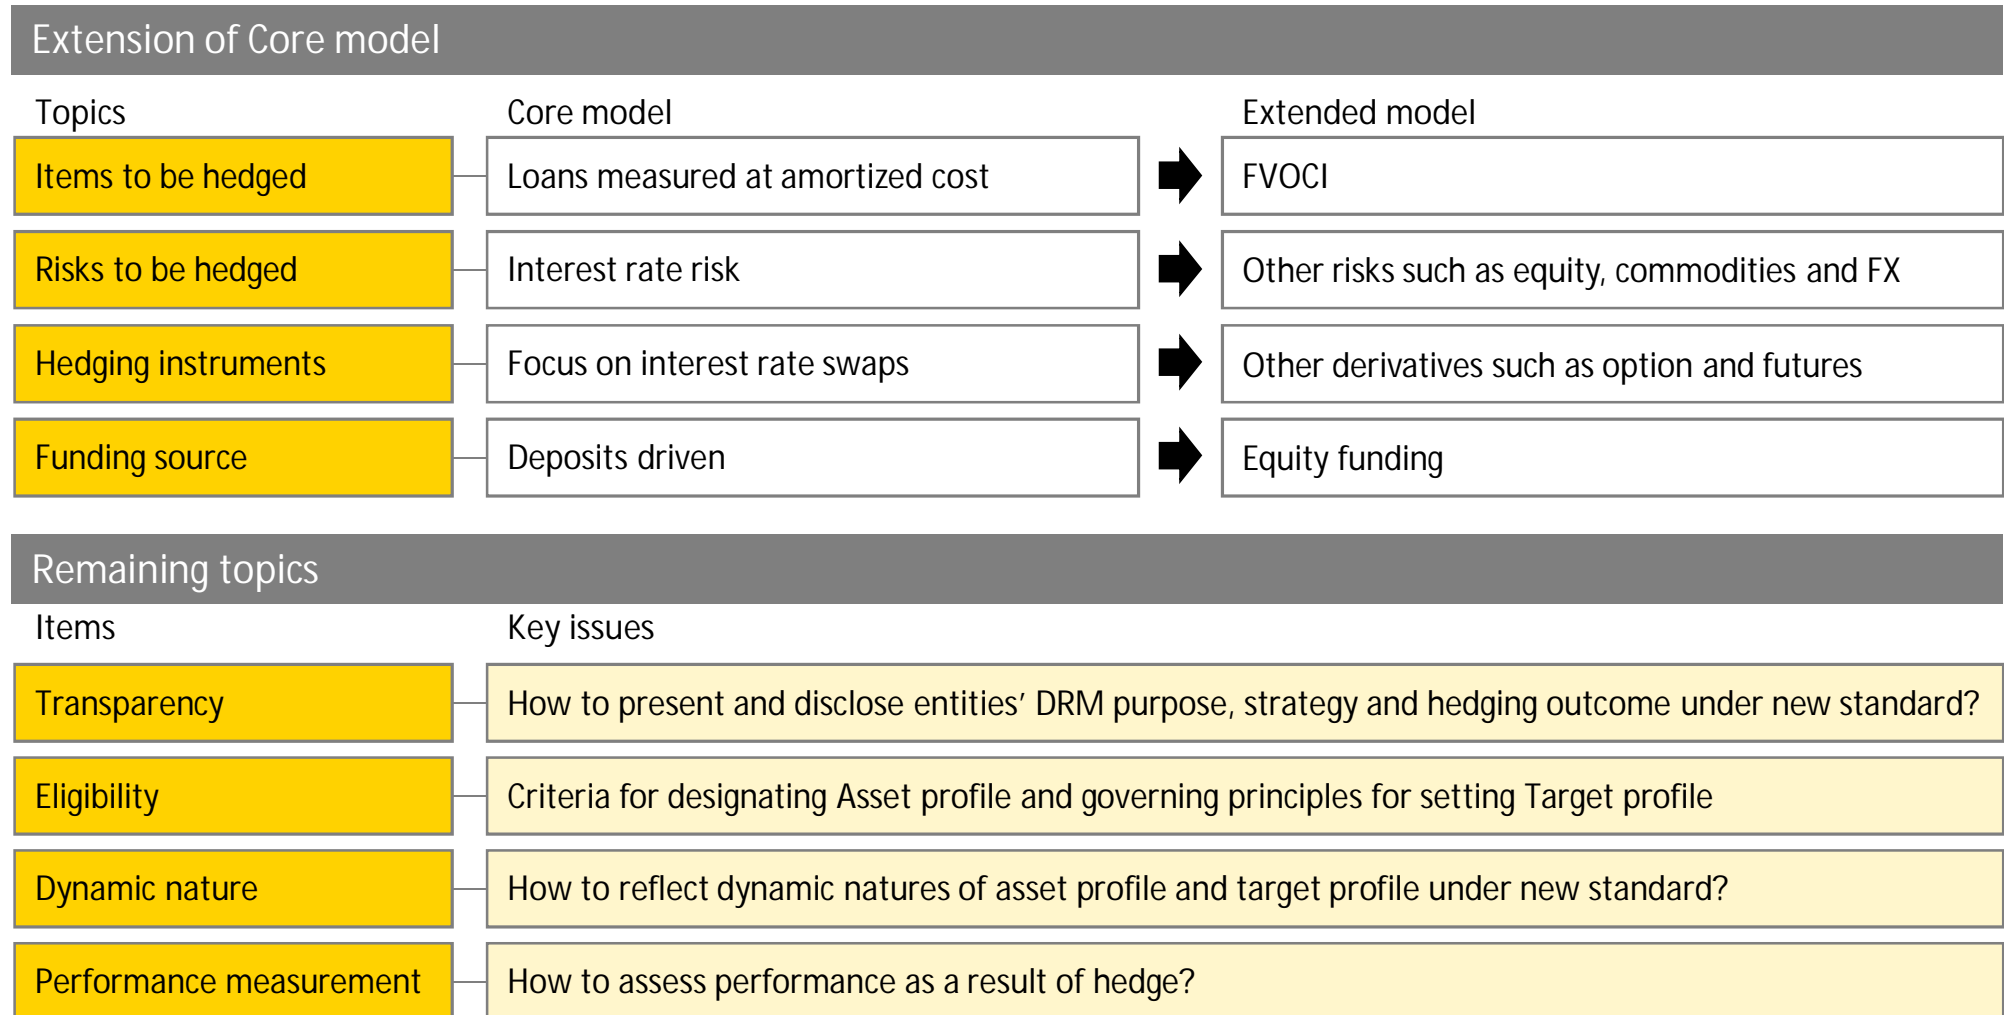 Extension of Core model
Topics Core model Extended model
Items to be hedged Loans measured at amortized cost FVOCI
Risks to be hedged Interest rate risk Other risks such as equity, commodities and FX
Hedging instruments Focus on interest rate swaps Other derivatives such as option and futures
Funding source Deposits driven Equity funding
Remaining topics
Items Key issues
Transparency How to present and disclose entities’ DRM purpose, strategy and hedging outcome under new standard?
Eligibility Criteria for designating Asset profile and governing principles for setting Target profile
Dynamic nature How to reflect dynamic natures of asset profile and target profile under new standard?
Performance measurement How to assess performance as a result of hedge?